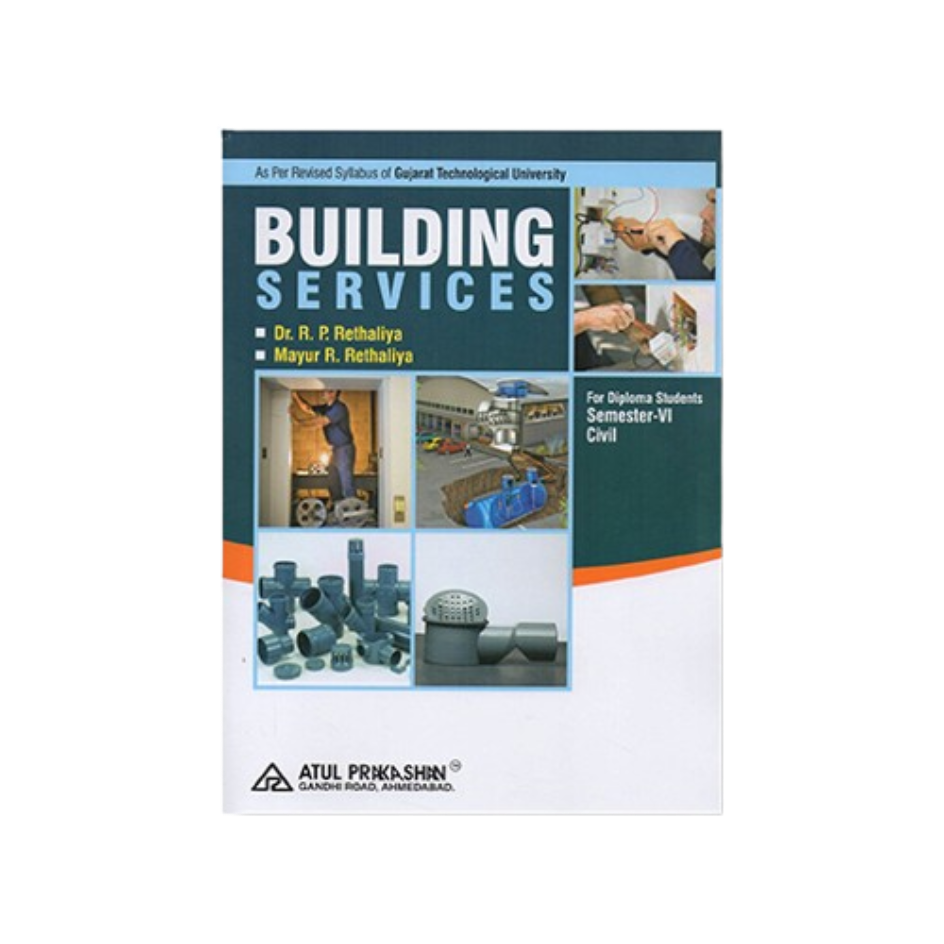 As Per Revised Syllabus of Gujarat Technological University
BUILDING
SERVICES
Dr. R. P. Rethaliya
Mayur R. Rethaliya
For Diploma Students
Semester-VI
Civil
ATUL PRAKASHAN
GANDHI ROAD, AHMEDABAD.